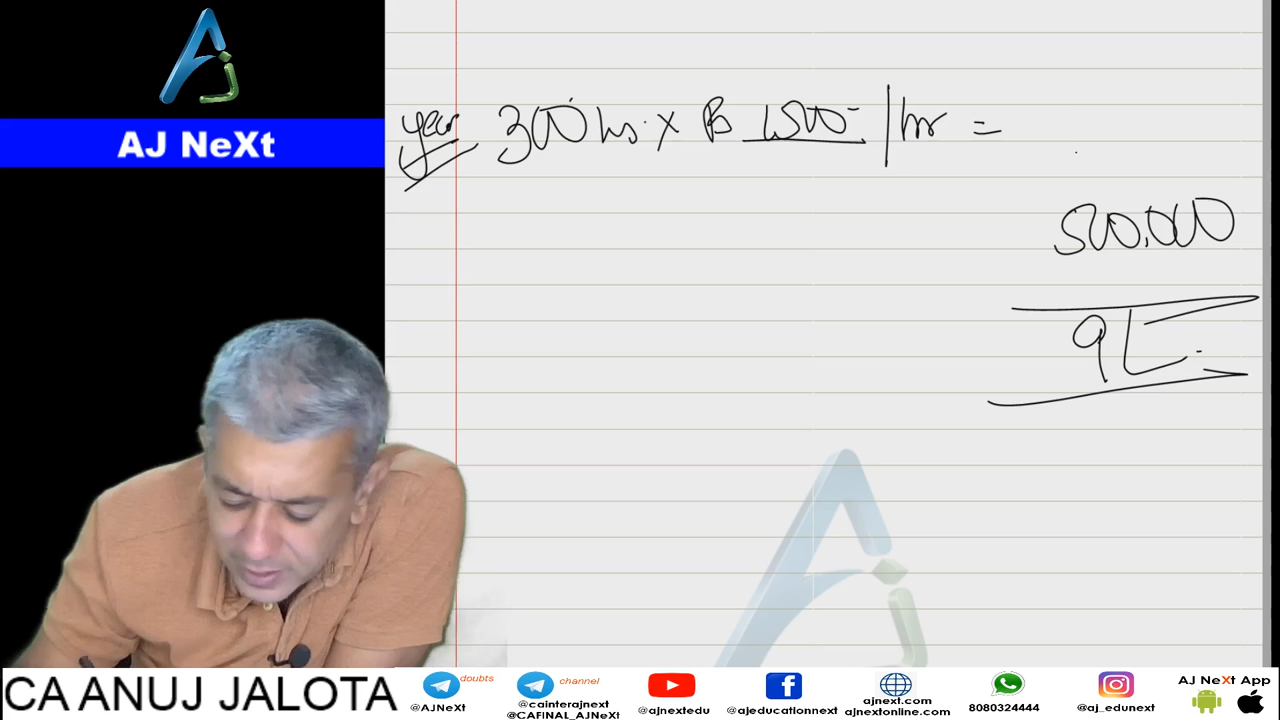 AJ NeXt
year 300 hrs. x Rs 1500 /hr =
500,000
9L
CA ANUJ JALOTA
doubts
@AJNeXt
channel
@cainterajnext
@CAFINAL_AJNeXt
@ajnextedu
@ajeducationnext
ajnext.com
ajnextonline.com
8080324444
@aj_edunext
AJ NeXt App